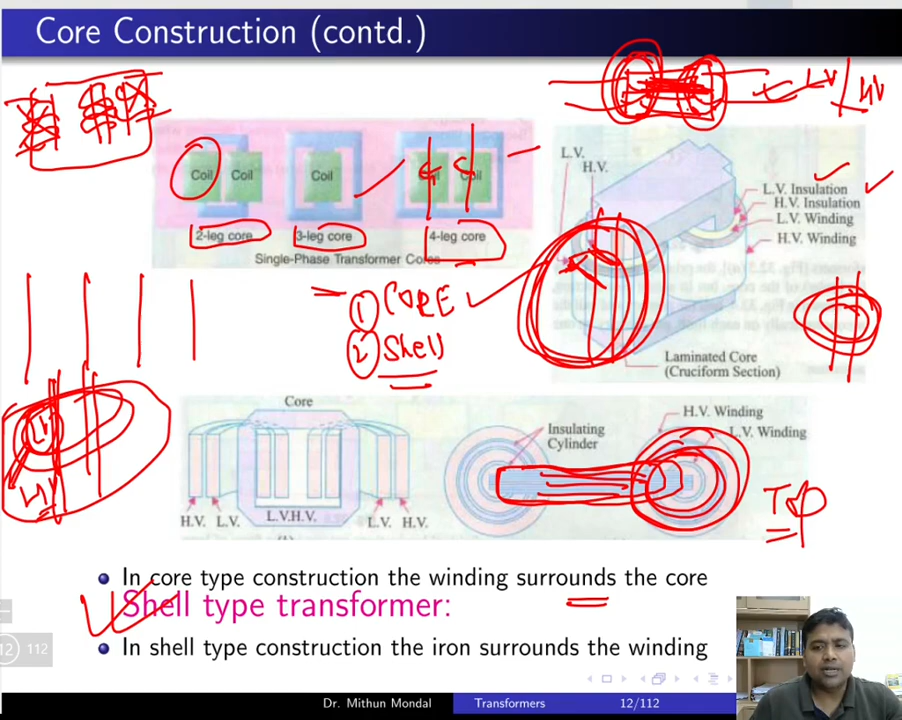 Core Construction (contd.)
LV/HV
Coil
Coil
Coil
Coil
2-leg core
3-leg core
4-leg core
Single-Phase Transformer Cores
L.V.
H.V.
L.V. Insulation
H.V. Insulation
L.V. Winding
H.V. Winding
① CORE
② Shell
Laminated Core
(Cruciform Section)
LV
HV
Core
H.V. L.V.
L.V.H.V.
L.V. H.V.
Insulating
Cylinder
H.V. Winding
L.V. Winding
Top
In core type construction the winding surrounds the core
Shell type transformer:
In shell type construction the iron surrounds the winding
12 112
Dr. Mithun Mondal
Transformers
12/112